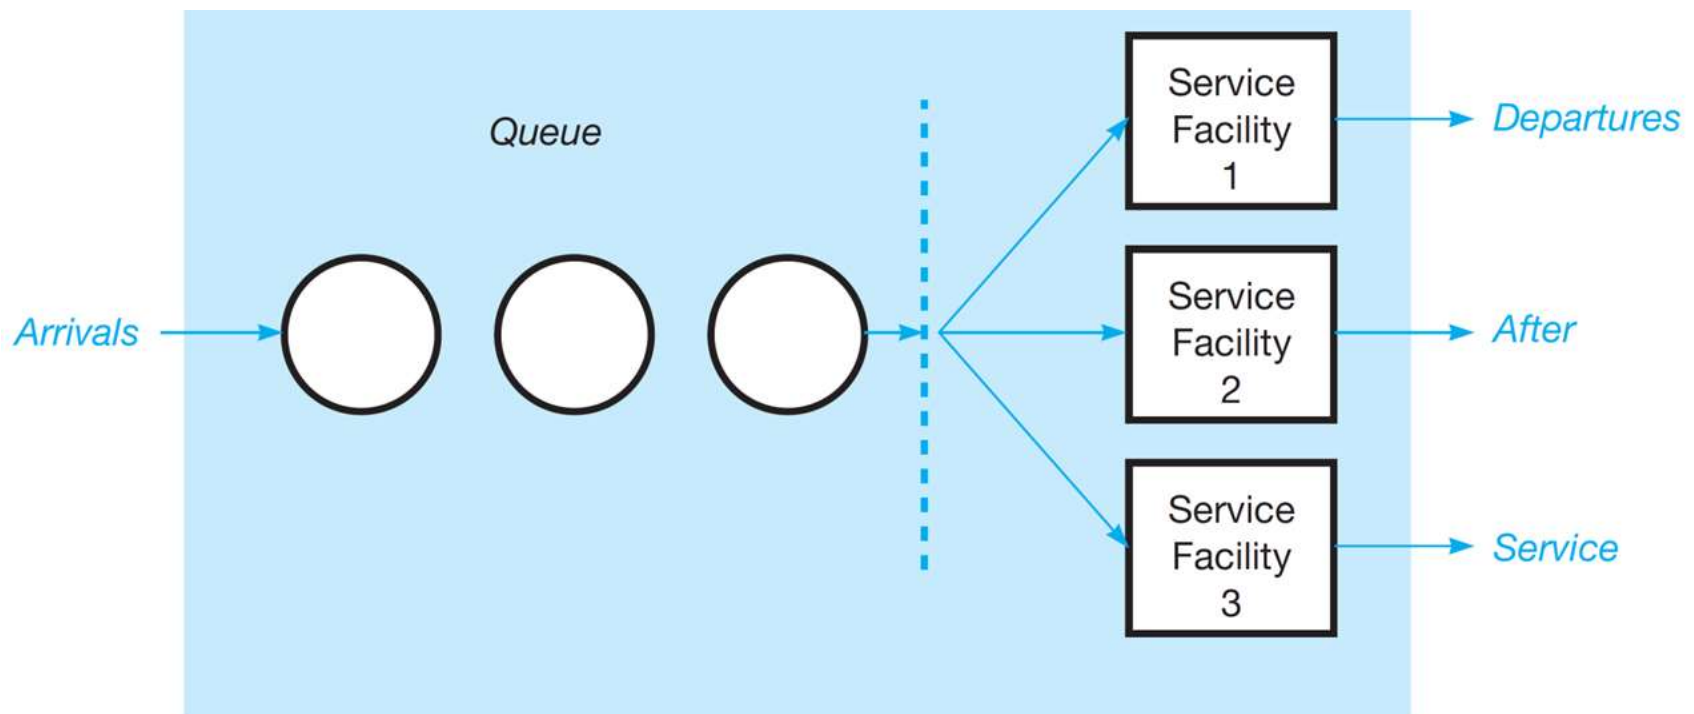 Queue
Arrivals
Service
Facility
1
Departures
Service
Facility
2
After
Service
Facility
3
Service